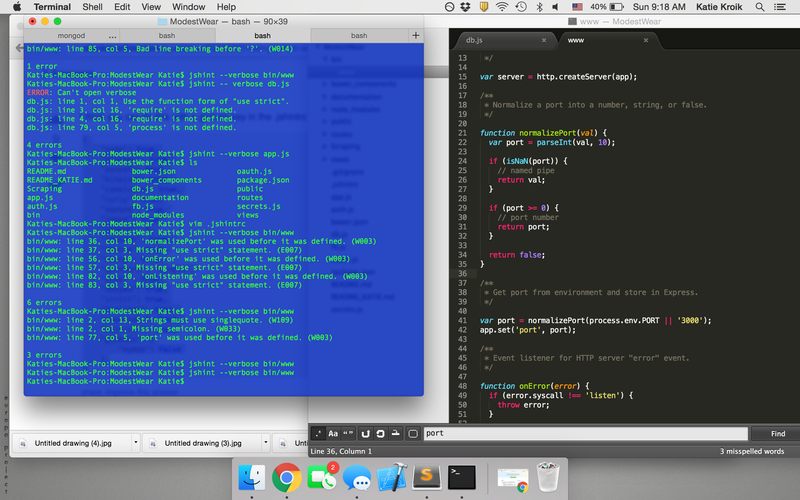 Terminal Shell Edit View Window Help
40% Sun 9:18 AM Katie Kroik
ModestWear — bash — 90×39
mongod ... bash bash bash +
bin/www: line 85, col 5, Bad line breaking before '?'. (W014)
1 error
Katies-MacBook-Pro:ModestWear Katie$ jshint --verbose bin/www
Katies-MacBook-Pro:ModestWear Katie$ jshint -- verbose db.js
ERROR: Can't open verbose
db.js: line 1, col 1, Use the function form of "use strict".
db.js: line 3, col 16, 'require' is not defined.
db.js: line 4, col 16, 'require' is not defined.
db.js: line 79, col 5, 'process' is not defined.
4 errors
Katies-MacBook-Pro:ModestWear Katie$ jshint --verbose app.js
Katies-MacBook-Pro:ModestWear Katie$ ls
README.md bower.json oauth.js
README_KATIE.md bower_components package.json
Scraping db.js public
app.js documentation routes
auth.js fb.js secrets.js
bin node_modules views
Katies-MacBook-Pro:ModestWear Katie$ vim .jshintrc
Katies-MacBook-Pro:ModestWear Katie$ jshint --verbose bin/www
bin/www: line 36, col 10, 'normalizePort' was used before it was defined. (W003)
bin/www: line 37, col 3, Missing "use strict" statement. (E007)
bin/www: line 56, col 10, 'onError' was used before it was defined. (W003)
bin/www: line 57, col 3, Missing "use strict" statement. (E007)
bin/www: line 82, col 10, 'onListening' was used before it was defined. (W003)
bin/www: line 83, col 3, Missing "use strict" statement. (E007)
6 errors
Katies-MacBook-Pro:ModestWear Katie$ jshint --verbose bin/www
bin/www: line 2, col 13, Strings must use singlequote. (W109)
bin/www: line 2, col 1, Missing semicolon. (W033)
bin/www: line 77, col 5, 'port' was used before it was defined. (W003)
3 errors
Katies-MacBook-Pro:ModestWear Katie$ jshint --verbose bin/www
Katies-MacBook-Pro:ModestWear Katie$ jshint --verbose bin/www
Katies-MacBook-Pro:ModestWear Katie$
www — ModestWear
db.js × www ×
13 */
14
15 var server = http.createServer(app);
16
17 /**
18 * Normalize a port into a number, string, or false.
19 */
20
21 function normalizePort(val) {
22 var port = parseInt(val, 10);
23
24 if (isNaN(port)) {
25 // named pipe
26 return val;
27 }
28
29 if (port >= 0) {
30 // port number
31 return port;
32 }
33
34 return false;
35 }
36
37 /**
38 * Get port from environment and store in Express.
39 */
40
41 var port = normalizePort(process.env.PORT || '3000');
42 app.set('port', port);
43
44 /**
45 * Event listener for HTTP server "error" event.
46 */
47
48 function onError(error) {
49 if (error.syscall !== 'listen') {
50 throw error;
51 }
.* Aa “ ” port Find
Line 36, Column 1 3 misspelled words
Untitled drawing (4).jpg Untitled drawing (3).jpg Untitled drawing
2